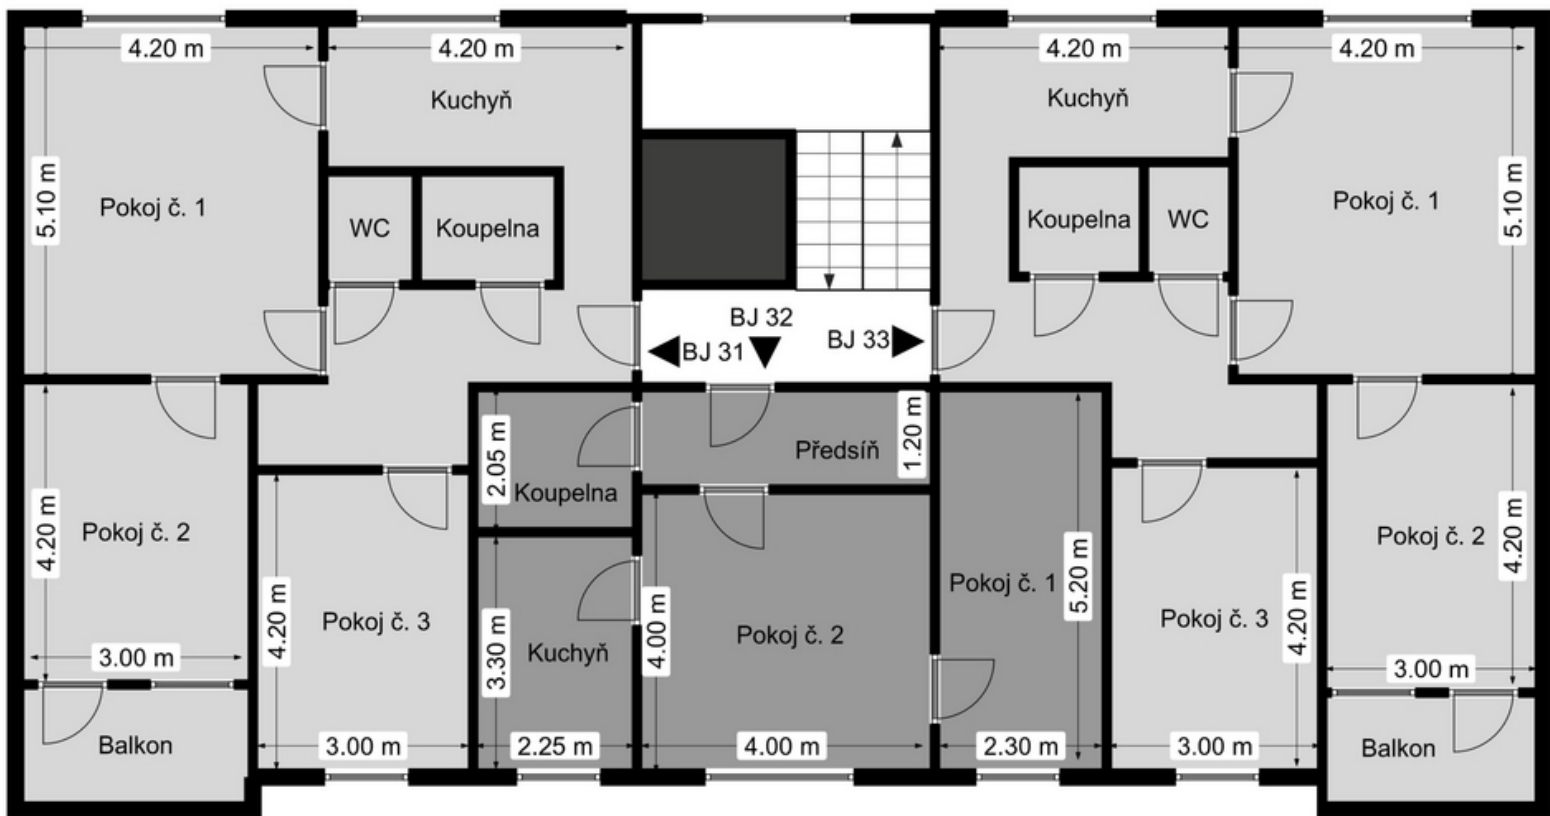 4.20 m
4.20 m
4.20 m
4.20 m
Kuchyň
Kuchyň
5.10 m
Pokoj č. 1
WC
Koupelna
Koupelna
WC
Pokoj č. 1
5.10 m
BJ 32
BJ 31
BJ 33
2.05 m
Koupelna
Předsíň
1.20 m
4.20 m
Pokoj č. 2
4.20 m
Pokoj č. 3
3.30 m
Kuchyň
4.00 m
Pokoj č. 2
Pokoj č. 1
5.20 m
Pokoj č. 3
4.20 m
Pokoj č. 2
4.20 m
3.00 m
3.00 m
Balkon
3.00 m
2.25 m
4.00 m
2.30 m
3.00 m
Balkon